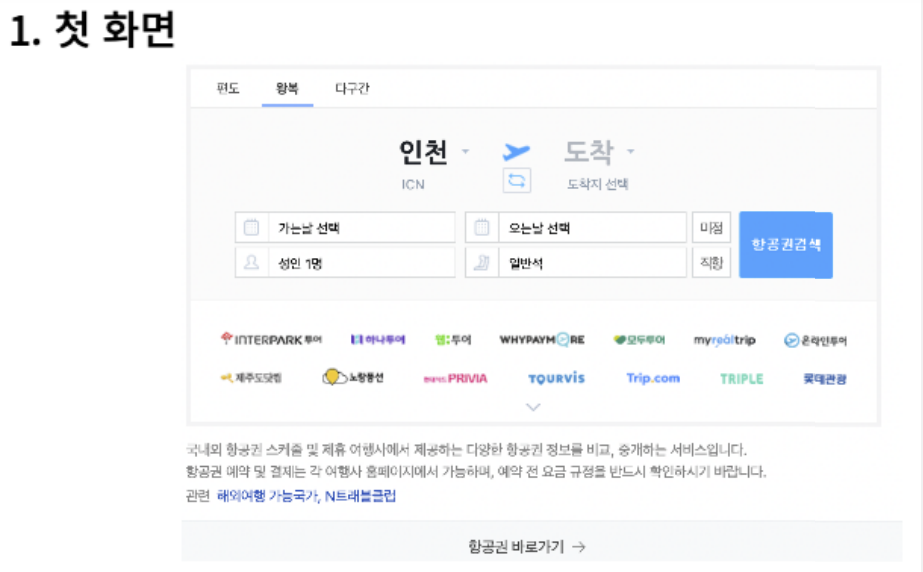 1. 첫 화면
편도 왕복 다구간
인천 도착
ICN 도착지 선택
가는날 선택 오는날 선택 미정
성인 1명 일반석 직항
항공권검색
INTERPARK 투어 하나투어 웹투어 WHYPAYMORE 모두투어 myrealtrip 온라인투어
제주도닷컴 노랑풍선 PRIVIA TOURVIS Trip.com TRIPLE 롯데관광
국내외 항공권 스케줄 및 제휴 여행사에서 제공하는 다양한 항공권 정보를 비교, 중개하는 서비스입니다.
항공권 예약 및 결제는 각 여행사 홈페이지에서 가능하며, 예약 전 요금 규정을 반드시 확인하시기 바랍니다.
관련 해외여행 가능국가, N트래블클럽
항공권 바로가기 →